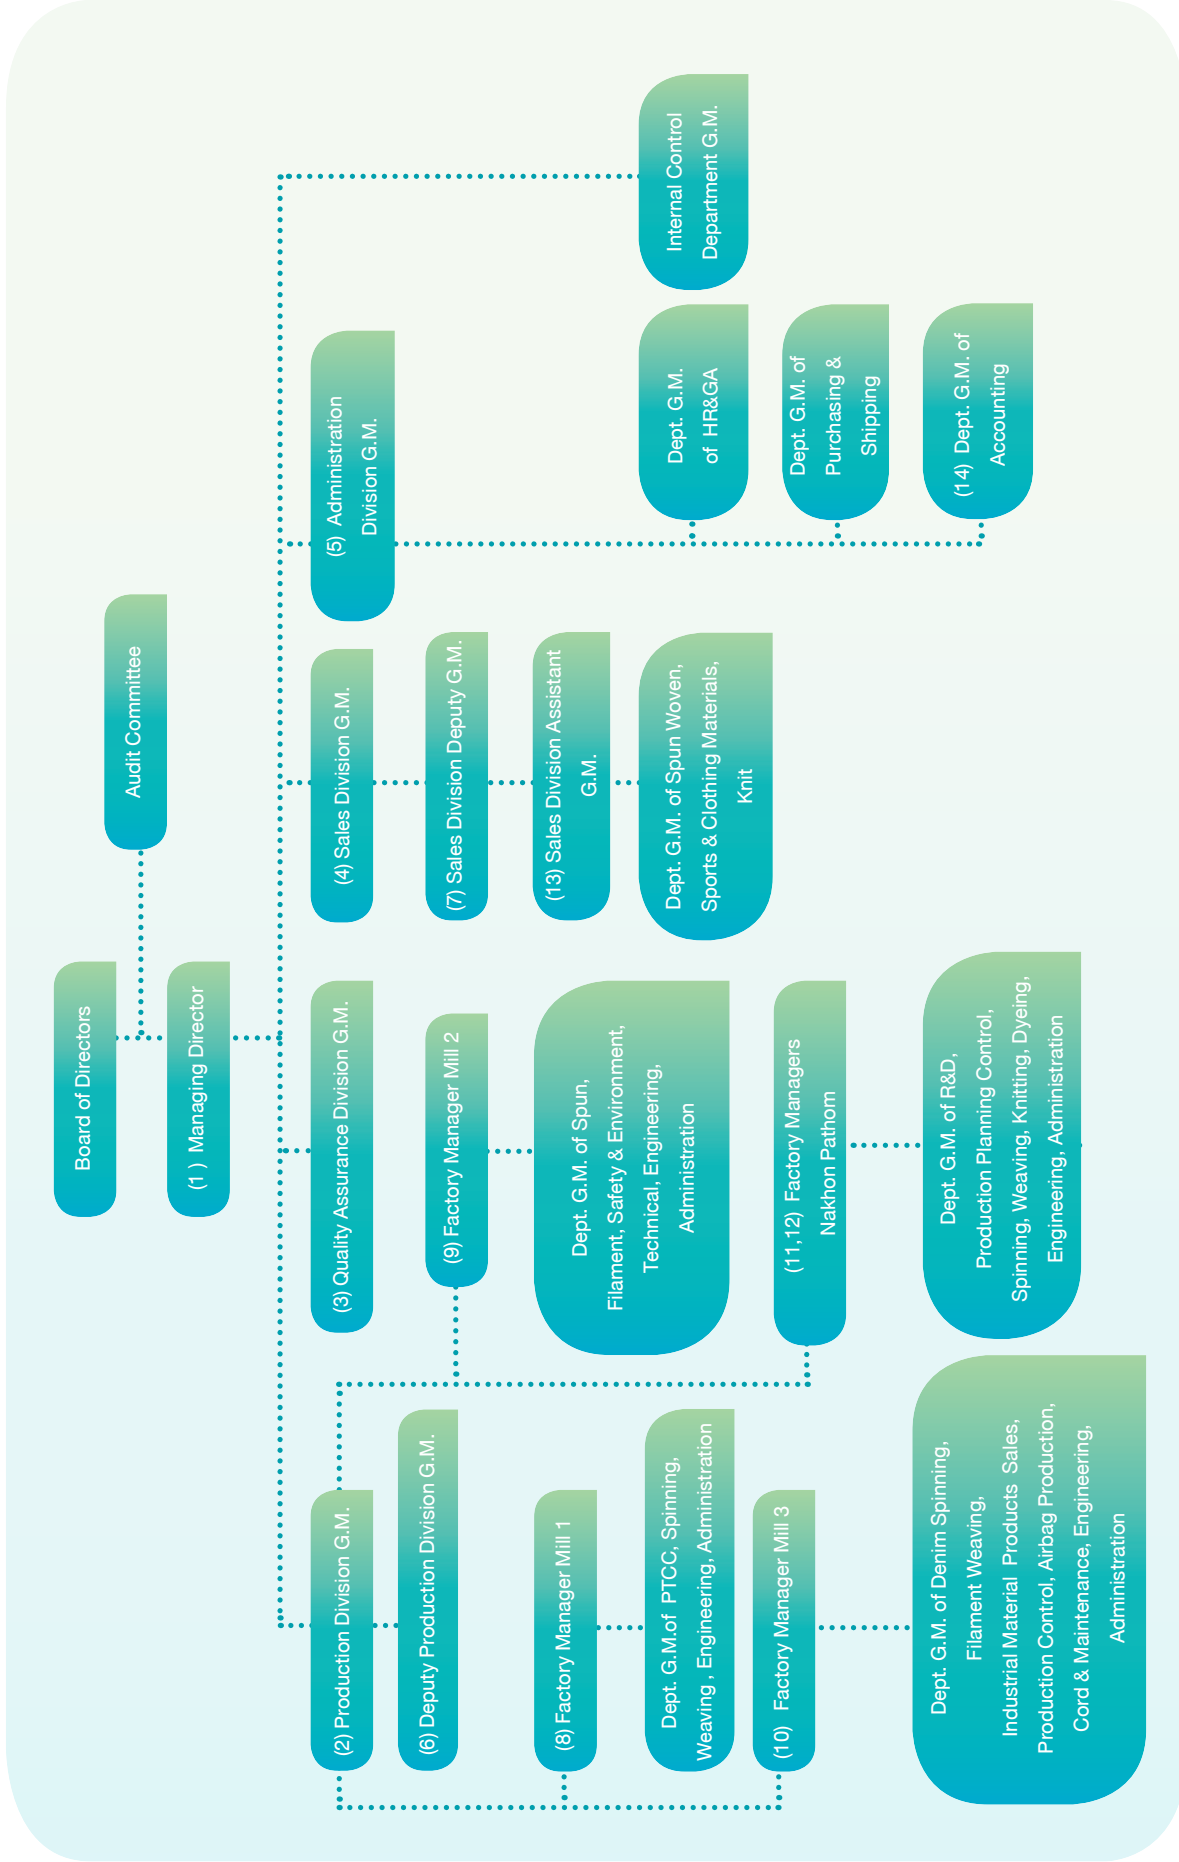 Board of Directors
Audit Committee
(1 ) Managing Director
(2) Production Division G.M.
(3) Quality Assurance Division G.M.
(4) Sales Division G.M.
(5) Administration
Division G.M.
(6) Deputy Production Division G.M.
(9) Factory Manager Mill 2
(7) Sales Division Deputy G.M.
(8) Factory Manager Mill 1
Dept. G.M. of Spun,
Filament, Safety & Environment,
Technical, Engineering,
Administration
(13) Sales Division Assistant
G.M.
Dept. G.M.of PTCC, Spinning,
Weaving , Engineering, Administration
Dept. G.M. of Spun Woven,
Sports & Clothing Materials,
Knit
Dept. G.M.
of HR&GA
Internal Control
Department G.M.
(10) Factory Manager Mill 3
(11,12) Factory Managers
Nakhon Pathom
Dept. G.M. of
Purchasing &
Shipping
Dept. G.M. of Denim Spinning,
Filament Weaving,
Industrial Material Products Sales,
Production Control, Airbag Production,
Cord & Maintenance, Engineering,
Administration
Dept. G.M. of R&D,
Production Planning Control,
Spinning, Weaving, Knitting, Dyeing,
Engineering, Administration
(14) Dept. G.M. of
Accounting